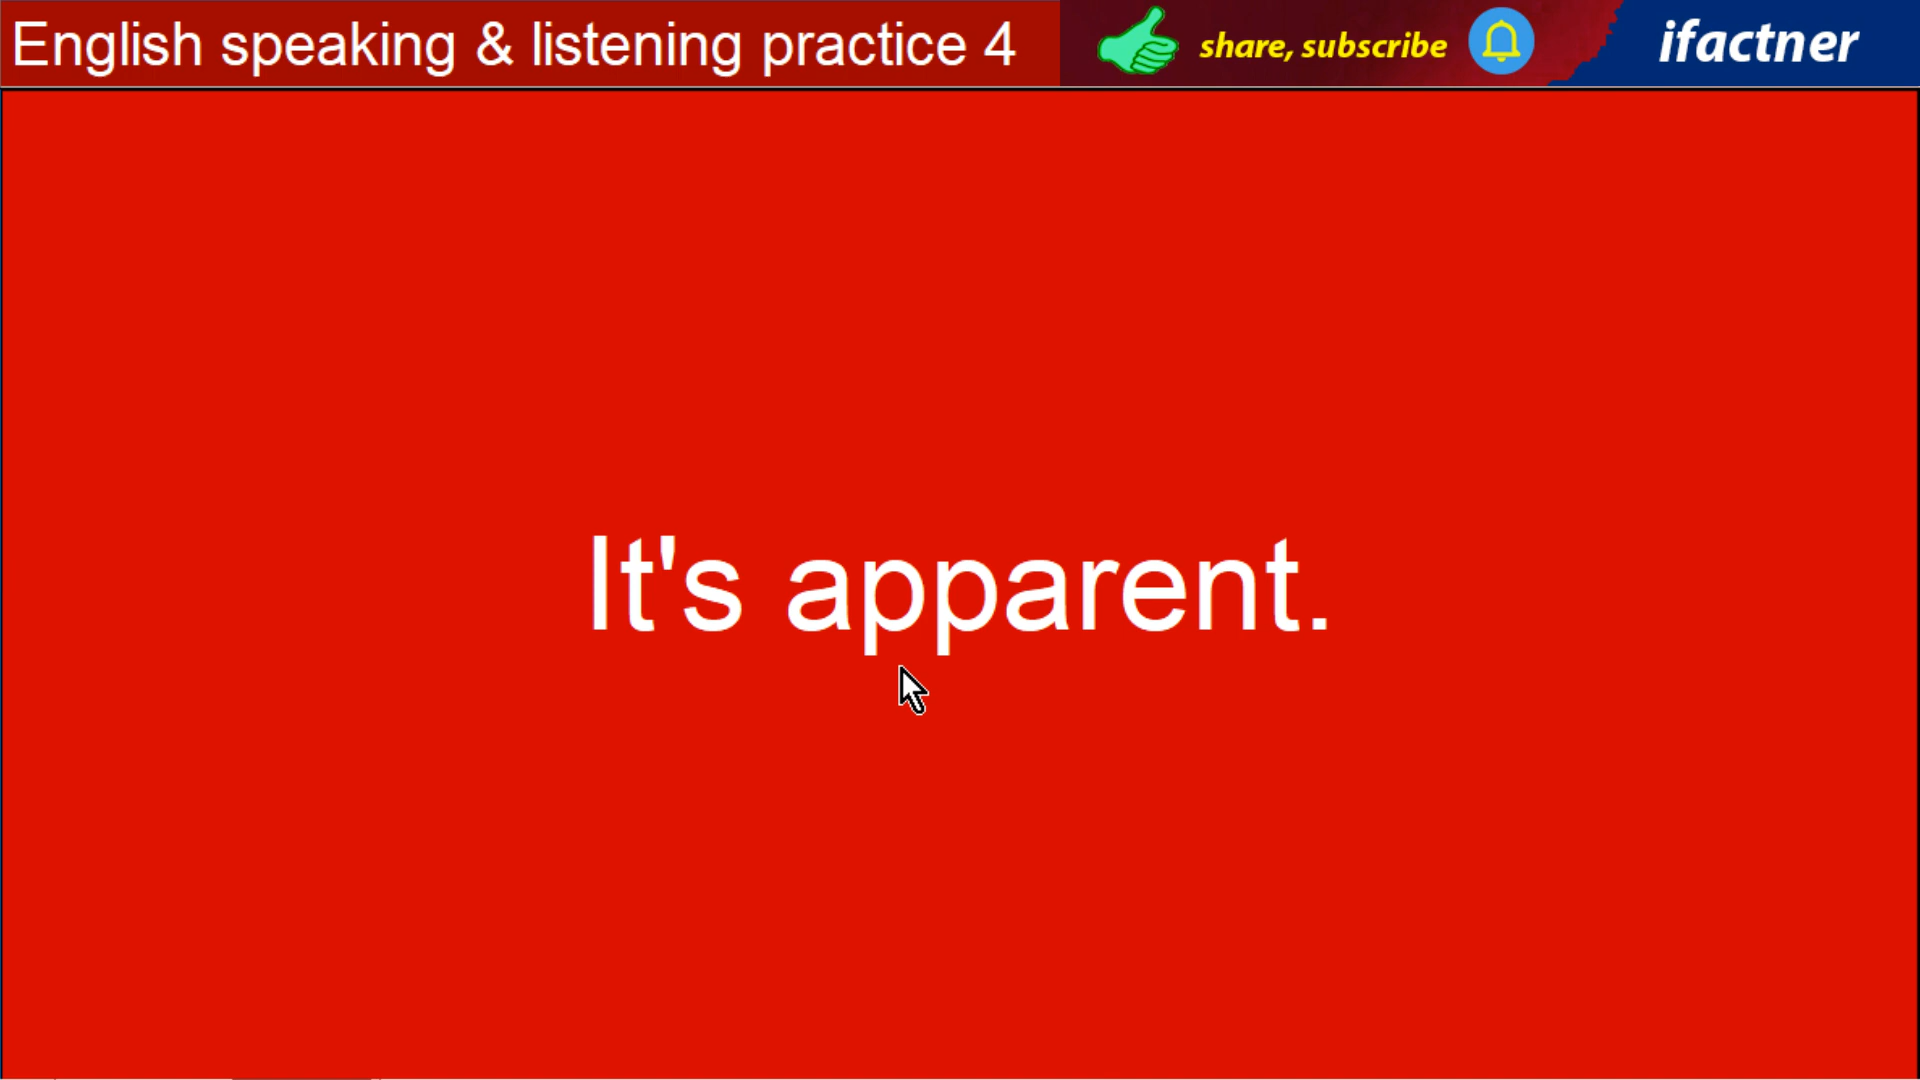 English speaking & listening practice 4
share, subscribe
ifactner
It's apparent.